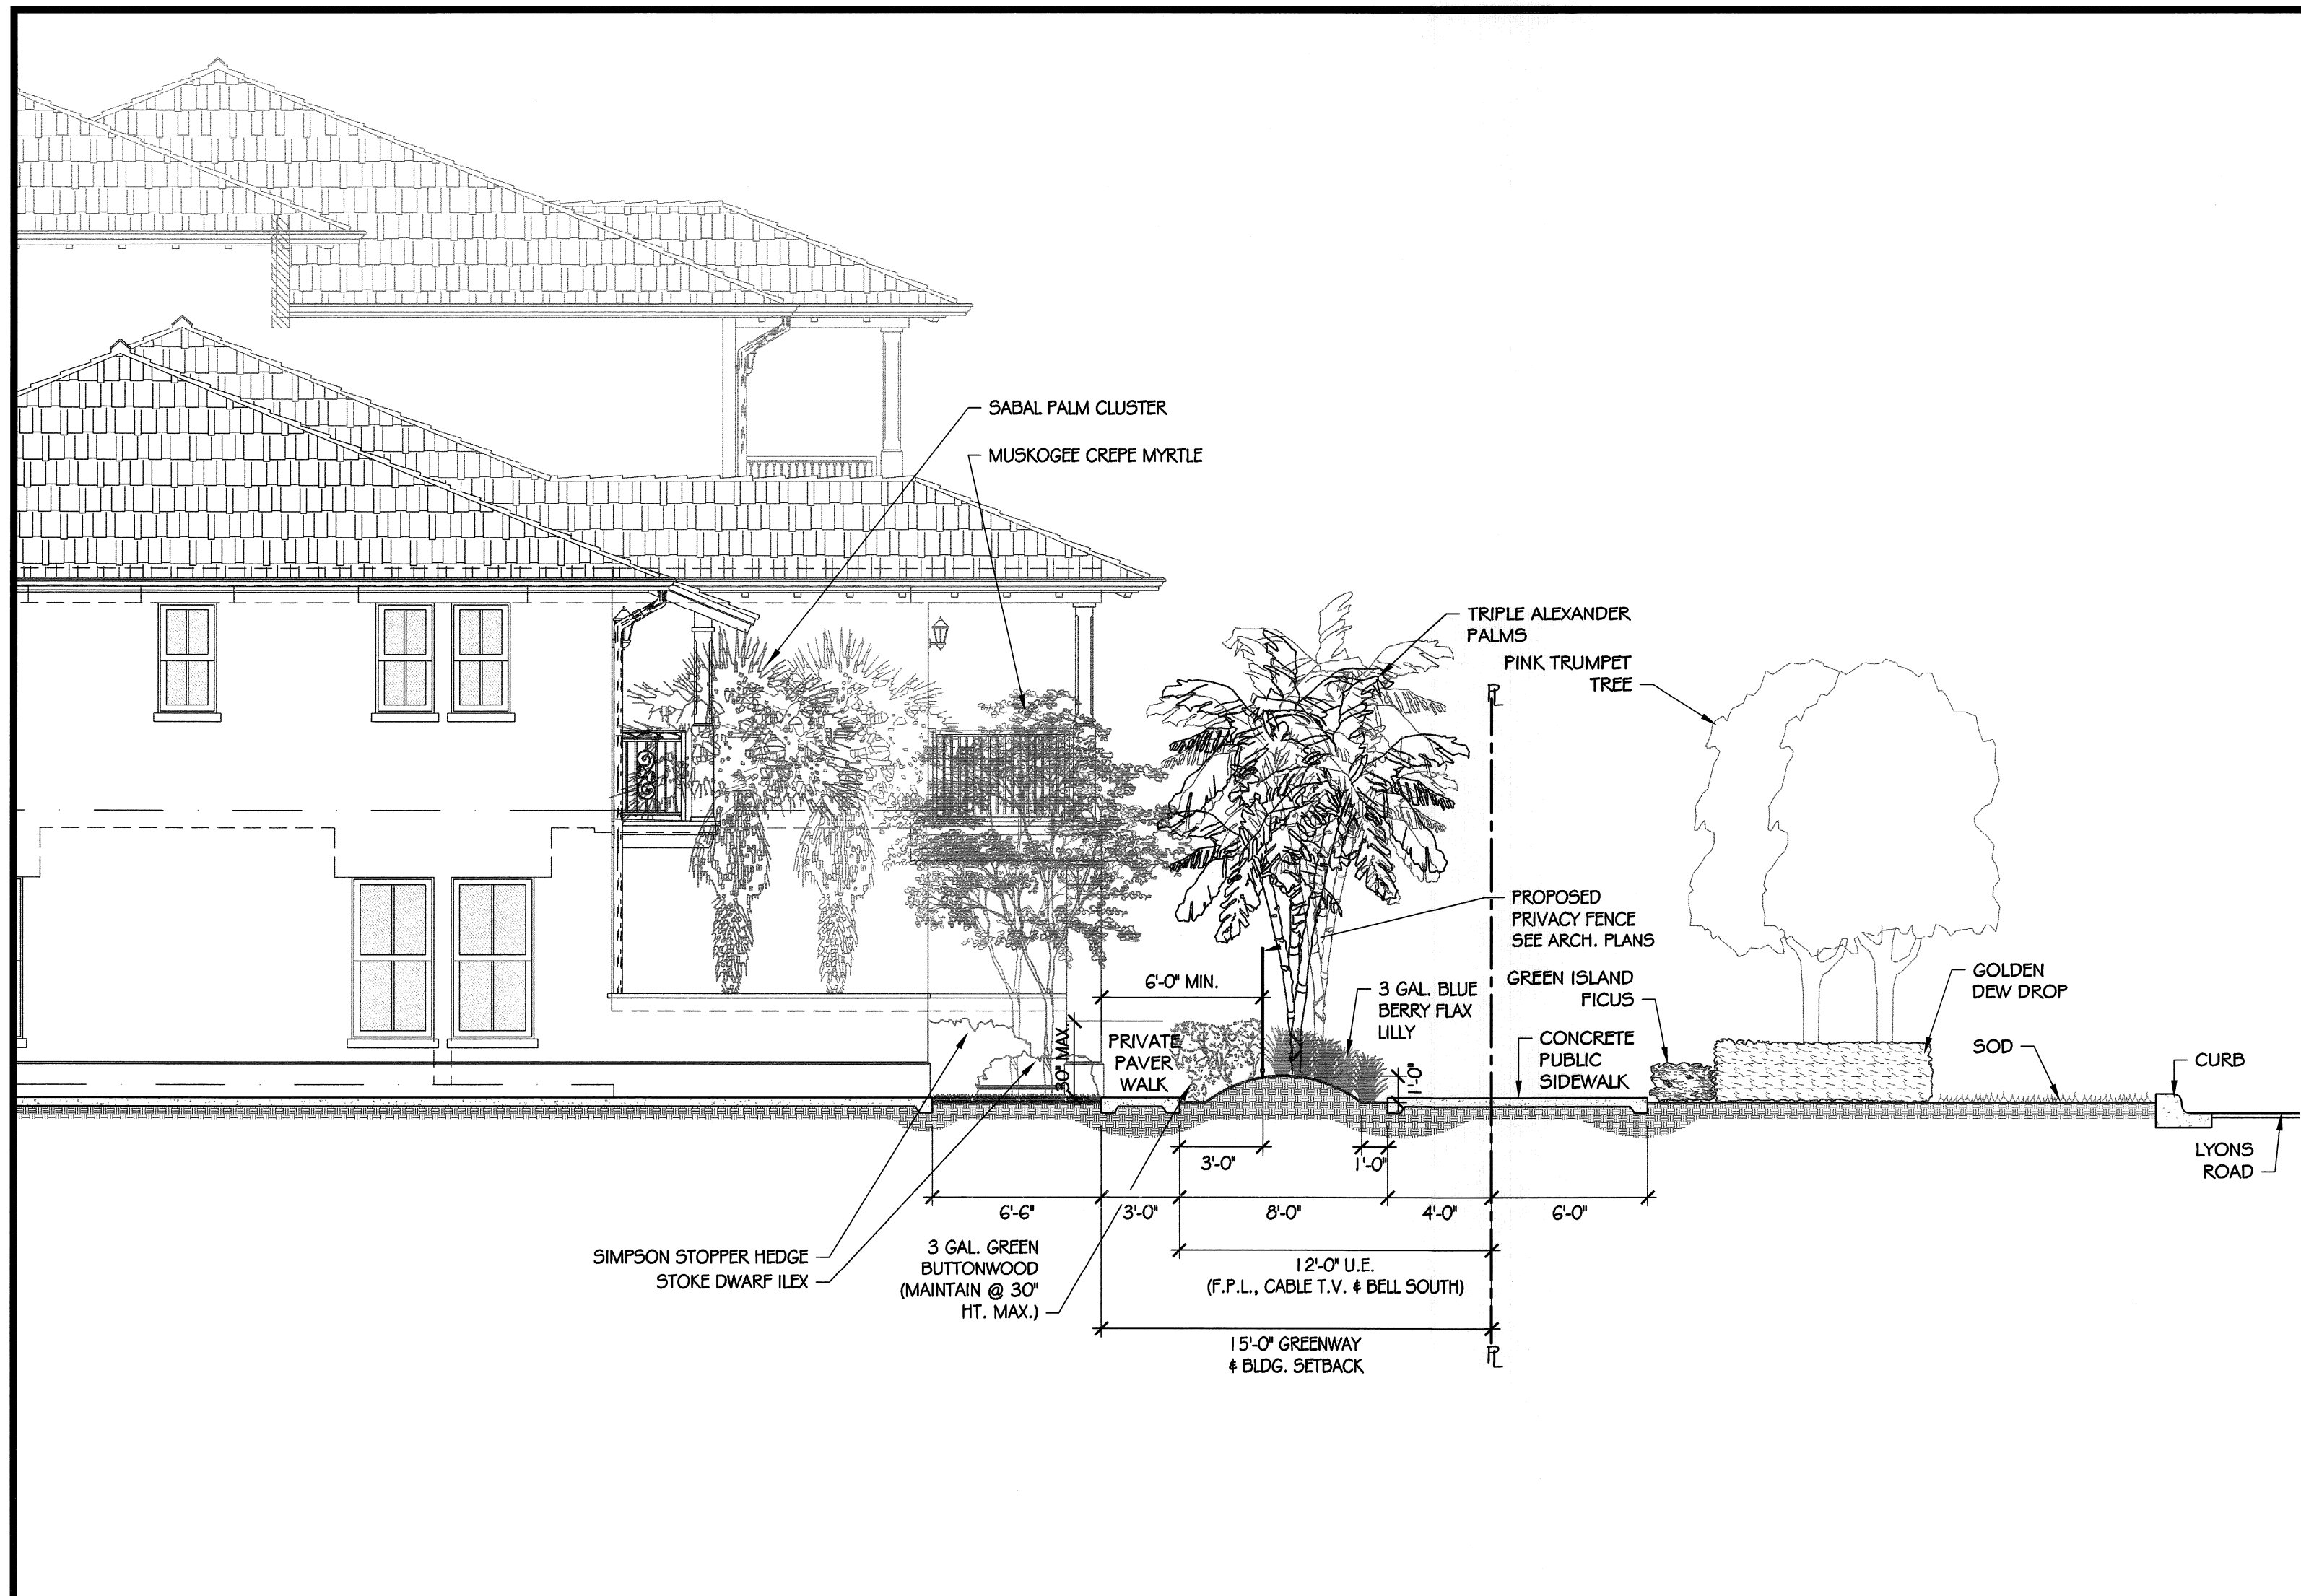 SABAL PALM CLUSTER
MUSKOGEE CREPE MYRTLE
TRIPLE ALEXANDER
PALMS
PINK TRUMPET
TREE
PL
PROPOSED
PRIVACY FENCE
SEE ARCH. PLANS
6'-0" MIN.
3 GAL. BLUE
BERRY FLAX
LILLY
GREEN ISLAND
FICUS
GOLDEN
DEW DROP
30" MAX.
PRIVATE
PAVER
WALK
1'-0"
CONCRETE
PUBLIC
SIDEWALK
SOD
CURB
LYONS
ROAD
3'-0"
1'-0"
6'-6"
3'-0"
8'-0"
4'-0"
6'-0"
SIMPSON STOPPER HEDGE
STOKE DWARF ILEX
3 GAL. GREEN
BUTTONWOOD
(MAINTAIN @ 30"
HT. MAX.)
12'-0" U.E.
(F.P.L., CABLE T.V. & BELL SOUTH)
15'-0" GREENWAY
& BLDG. SETBACK
PL